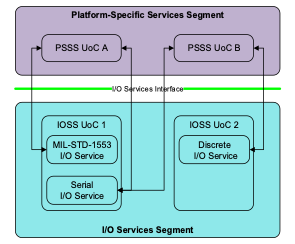 Platform-Specific Services Segment
PSSS UoC A
PSSS UoC B
I/O Services Interface
IOSS UoC 1
IOSS UoC 2
MIL-STD-1553
I/O Service
Discrete
I/O Service
Serial
I/O Service
I/O Services Segment